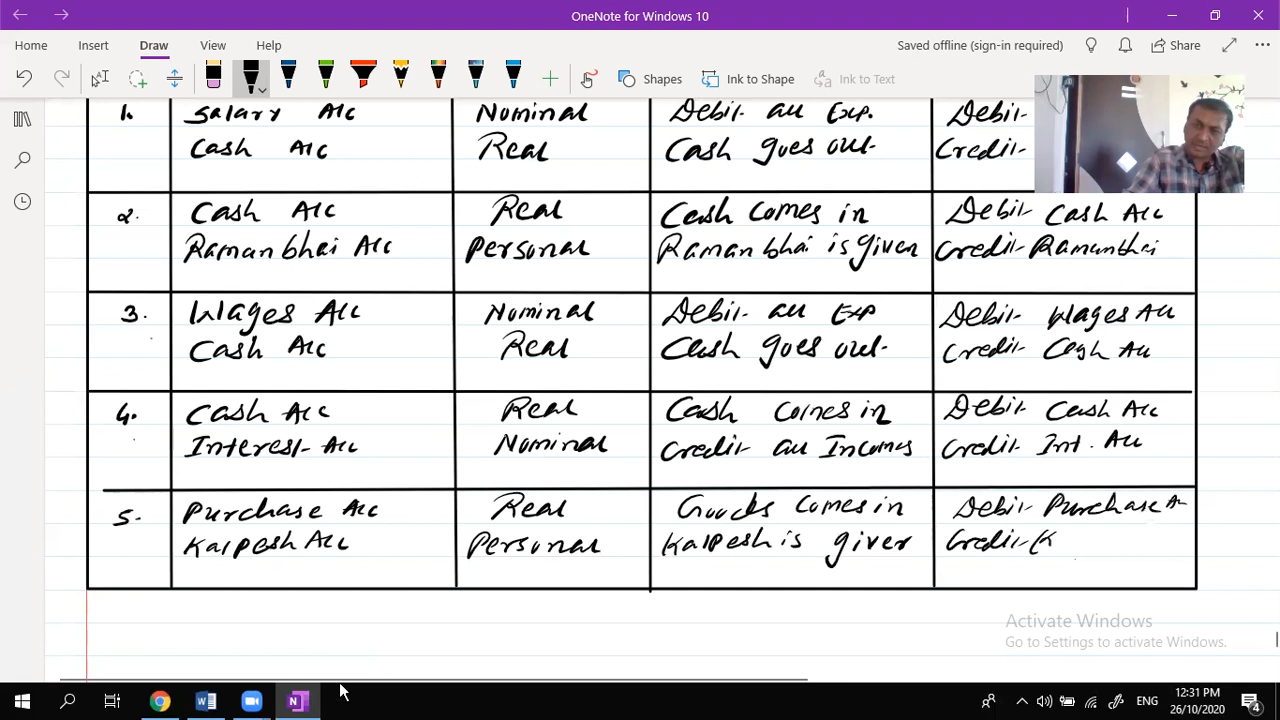 OneNote for Windows 10
Home Insert Draw View Help Saved offline (sign-in required) Share
Shapes Ink to Shape Ink to Text
1. Salary A/c Nominal Debit all Exp. Debit
Cash A/c Real Cash goes out Credit
2. Cash A/c Real Cash comes in Debit Cash A/c
Ramanbhai A/c Personal Ramanbhai is given Credit Ramanbhai
3. Wages A/c Nominal Debit all Exp Debit Wages A/c
Cash A/c Real Cash goes out Credit Cash A/c
4. Cash A/c Real Cash comes in Debit Cash A/c
Interest A/c Nominal Credit all Incomes Credit Int. A/c
5. Purchase A/c Real Goods comes in Debit Purchase A/c
Kalpesh A/c Personal Kalpesh is giver Credit K
Activate Windows
Go to Settings to activate Windows.
ENG 12:31 PM
26/10/2020 4